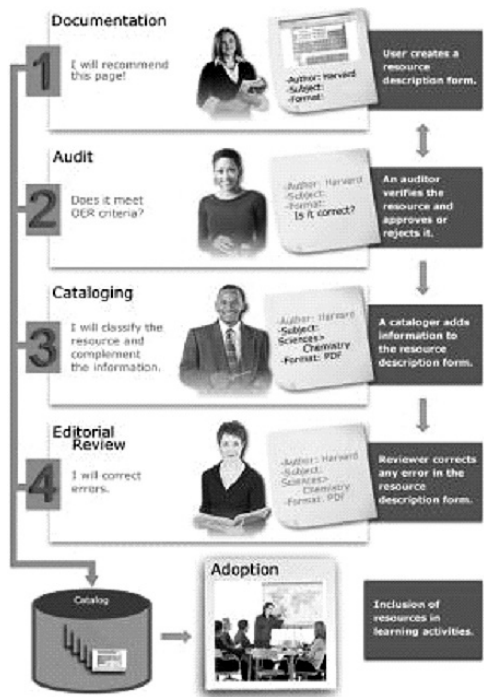 Documentation
1
I will recommend
this page!
-Author: Harvard
-Subject:
-Format:
User creates a
resource
description form.
Audit
2
Does it meet
OER criteria?
-Author: Harvard
-Subject:
-Format:
Is it correct?
An auditor
verifies the
resource and
approves or
rejects it.
Cataloging
3
I will classify the
resource and
complement
the information.
-Author: Harvard
-Subject:
Sciences>
Chemistry
-Format: PDF
A cataloger adds
information to
the resource
description form.
Editorial
Review
4
I will correct
errors.
-Author: Harvard
-Subject:
Sciences>
Chemistry
-Format: PDF
Reviewer corrects
any error in the
resource
description form.
Catalog
Adoption
Inclusion of
resources in
learning activities.